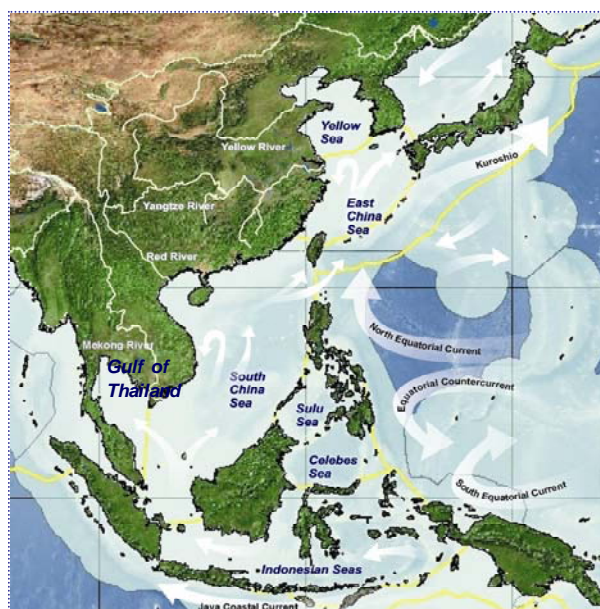 Yellow
Sea
Yellow River
Kuroshio
Yangtze River
East
China
Sea
Red River
North Equatorial Current
Mekong River
Gulf of
Thailand
South
China
Sea
Equatorial Countercurrent
Sulu
Sea
Celebes
Sea
South Equatorial Current
Indonesian Seas
Java Coastal Current